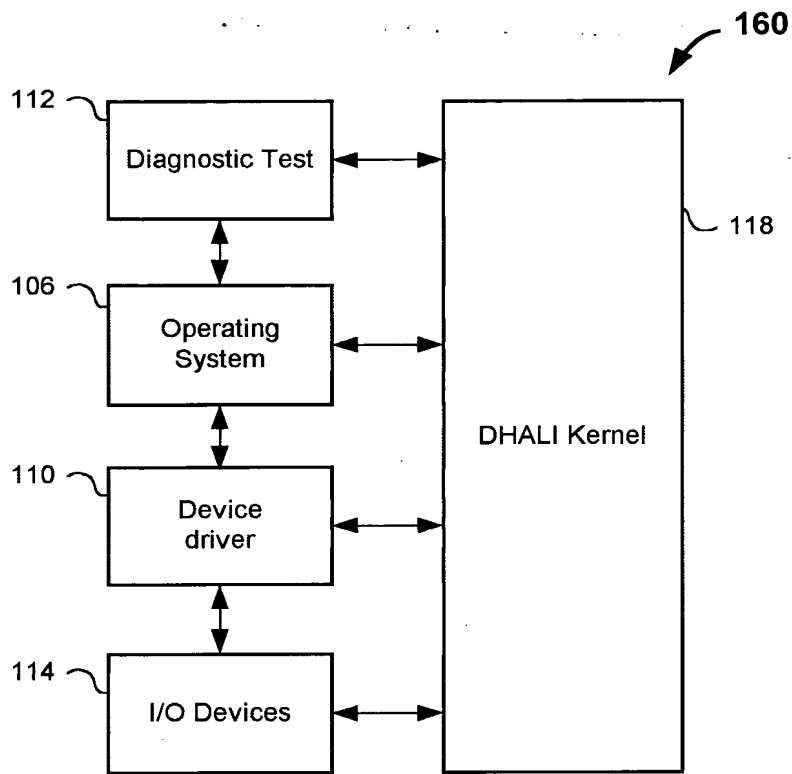 160
112
Diagnostic Test
118
106
Operating
System
DHALI Kernel
110
Device
driver
114
I/O Devices